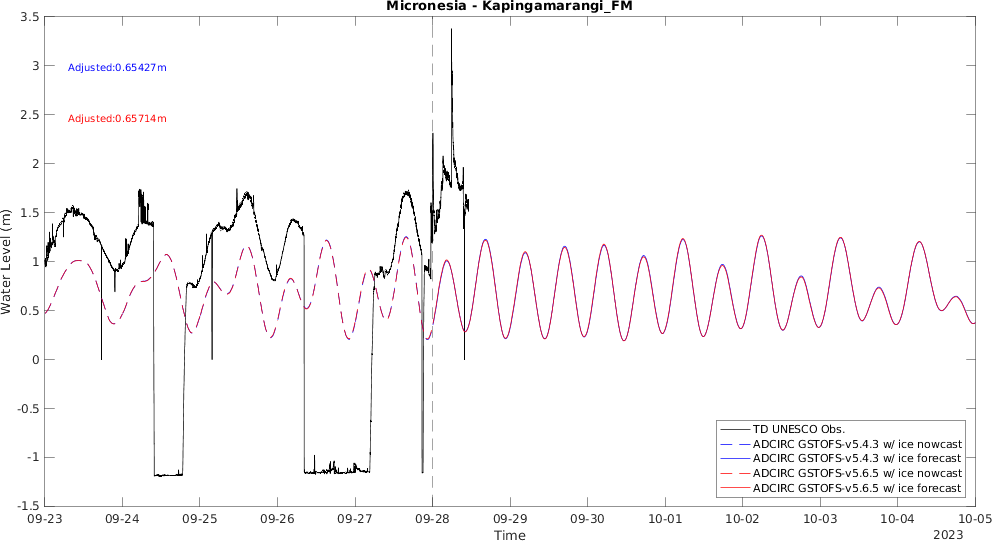 Micronesia - Kapingamarangi_FM
3.5
3
2.5
2
1.5
1
0.5
0
-0.5
-1
-1.5
Water Level (m)
Adjusted:0.65427m
Adjusted:0.65714m
TD UNESCO Obs.
ADCIRC GSTOFS-v5.4.3 w/ ice nowcast
ADCIRC GSTOFS-v5.4.3 w/ ice forecast
ADCIRC GSTOFS-v5.6.5 w/ ice nowcast
ADCIRC GSTOFS-v5.6.5 w/ ice forecast
09-23 09-24 09-25 09-26 09-27 09-28 09-29 09-30 10-01 10-02 10-03 10-04 10-05
Time
2023